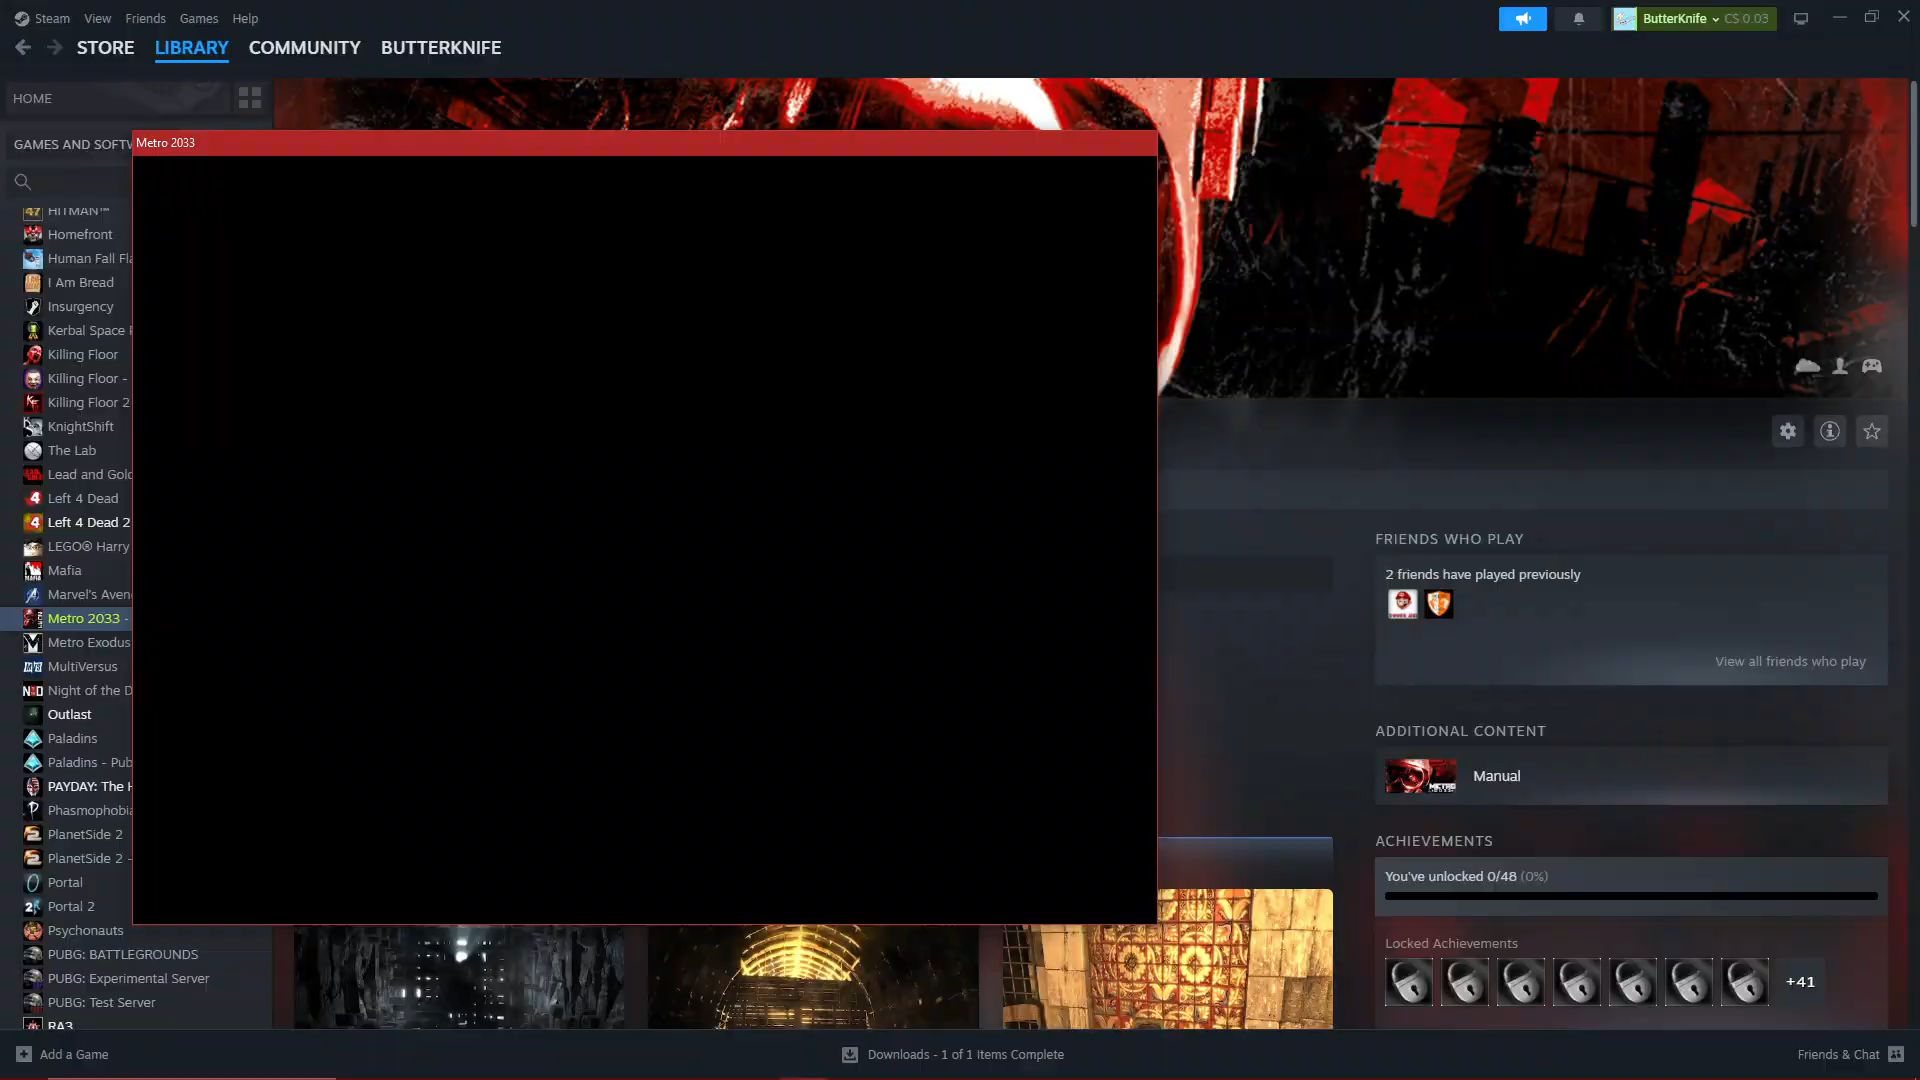 Steam View Friends Games Help
ButterKnife C$ 0.03
STORE LIBRARY COMMUNITY BUTTERKNIFE
HOME
GAMES AND SOFTW
Metro 2033
HITMAN™
Homefront
Human Fall Fla
I Am Bread
Insurgency
Kerbal Space P
Killing Floor
Killing Floor -
Killing Floor 2
KnightShift
The Lab
Lead and Gold
Left 4 Dead
Left 4 Dead 2
LEGO® Harry
Mafia
Marvel's Aven
Metro 2033 -
Metro Exodus
MultiVersus
Night of the D
Outlast
Paladins
Paladins - Pub
PAYDAY: The H
Phasmophobia
PlanetSide 2
PlanetSide 2 -
Portal
Portal 2
Psychonauts
PUBG: BATTLEGROUNDS
PUBG: Experimental Server
PUBG: Test Server
RA3
FRIENDS WHO PLAY
2 friends have played previously
View all friends who play
ADDITIONAL CONTENT
Manual
ACHIEVEMENTS
You've unlocked 0/48 (0%)
Locked Achievements
+41
Add a Game
Downloads - 1 of 1 Items Complete
Friends & Chat